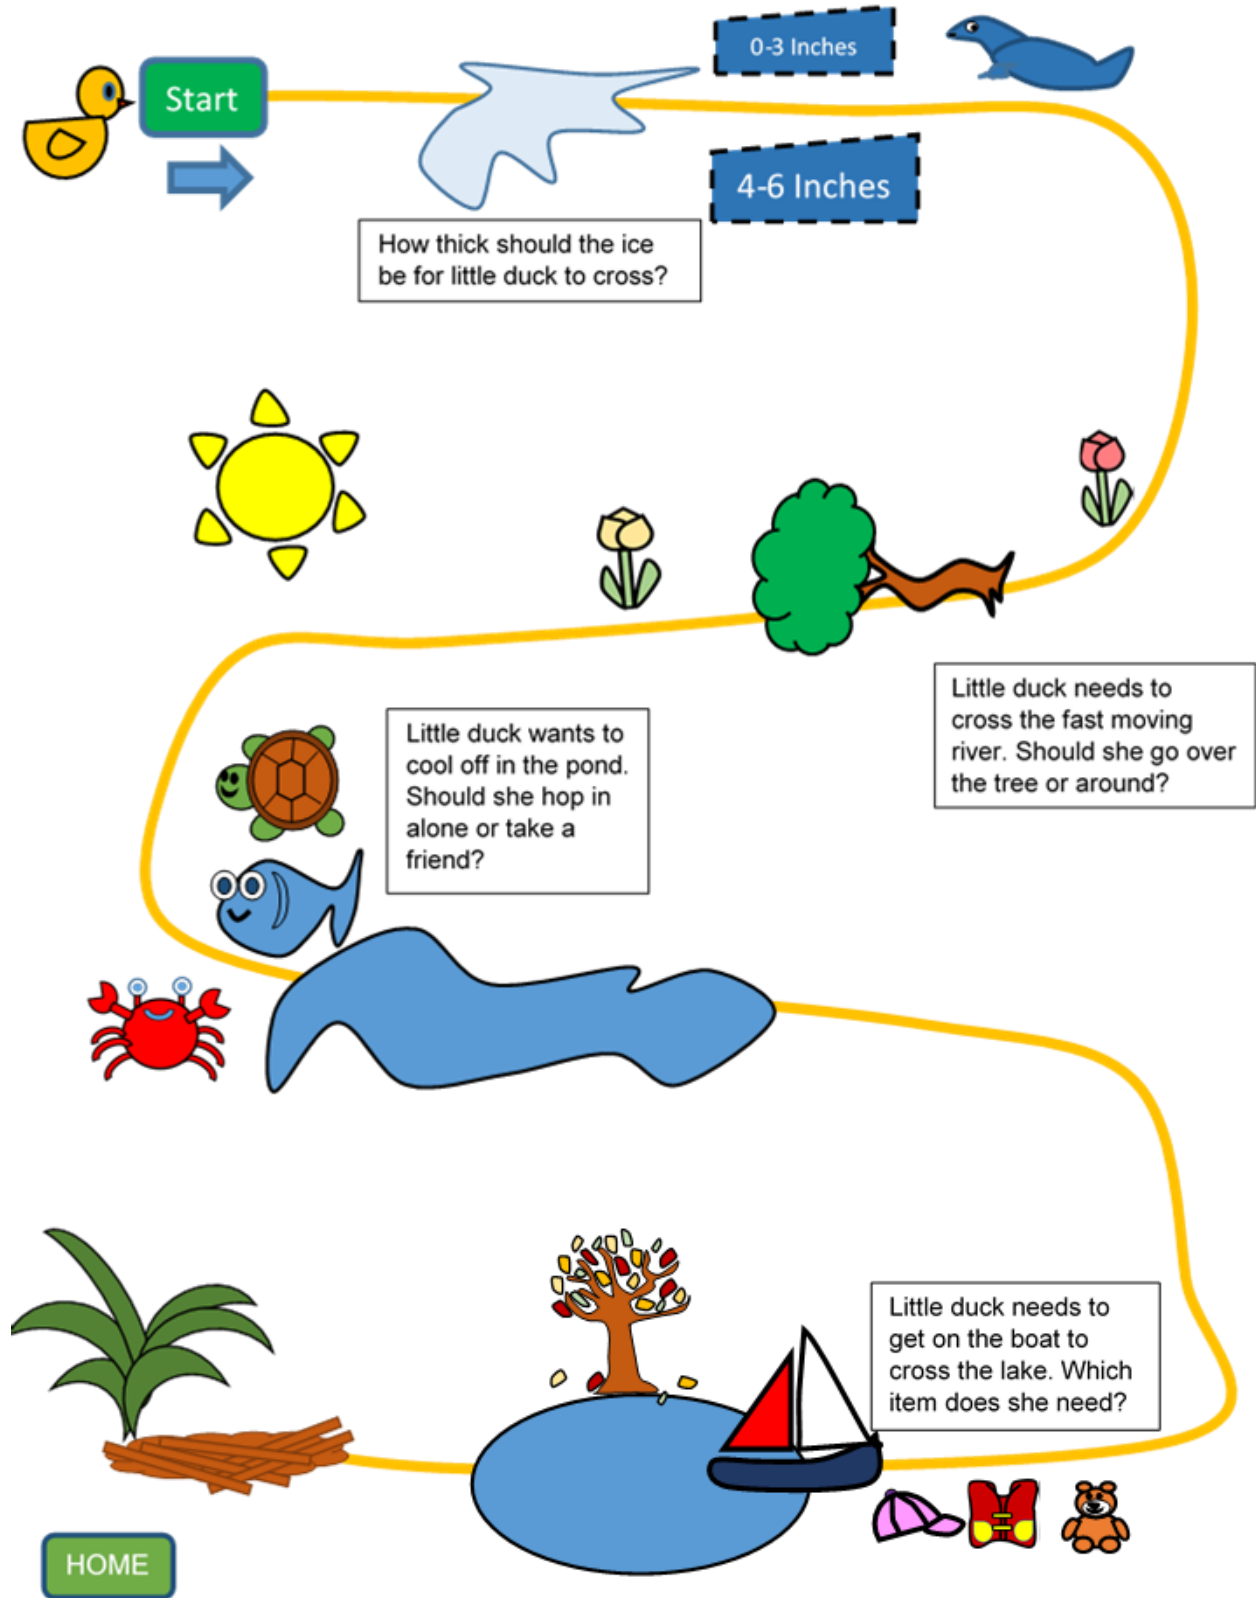 Start
0-3 Inches
4-6 Inches
How thick should the ice
be for little duck to cross?
Little duck needs to
cross the fast moving
river. Should she go over
the tree or around?
Little duck wants to
cool off in the pond.
Should she hop in
alone or take a
friend?
Little duck needs to
get on the boat to
cross the lake. Which
item does she need?
HOME